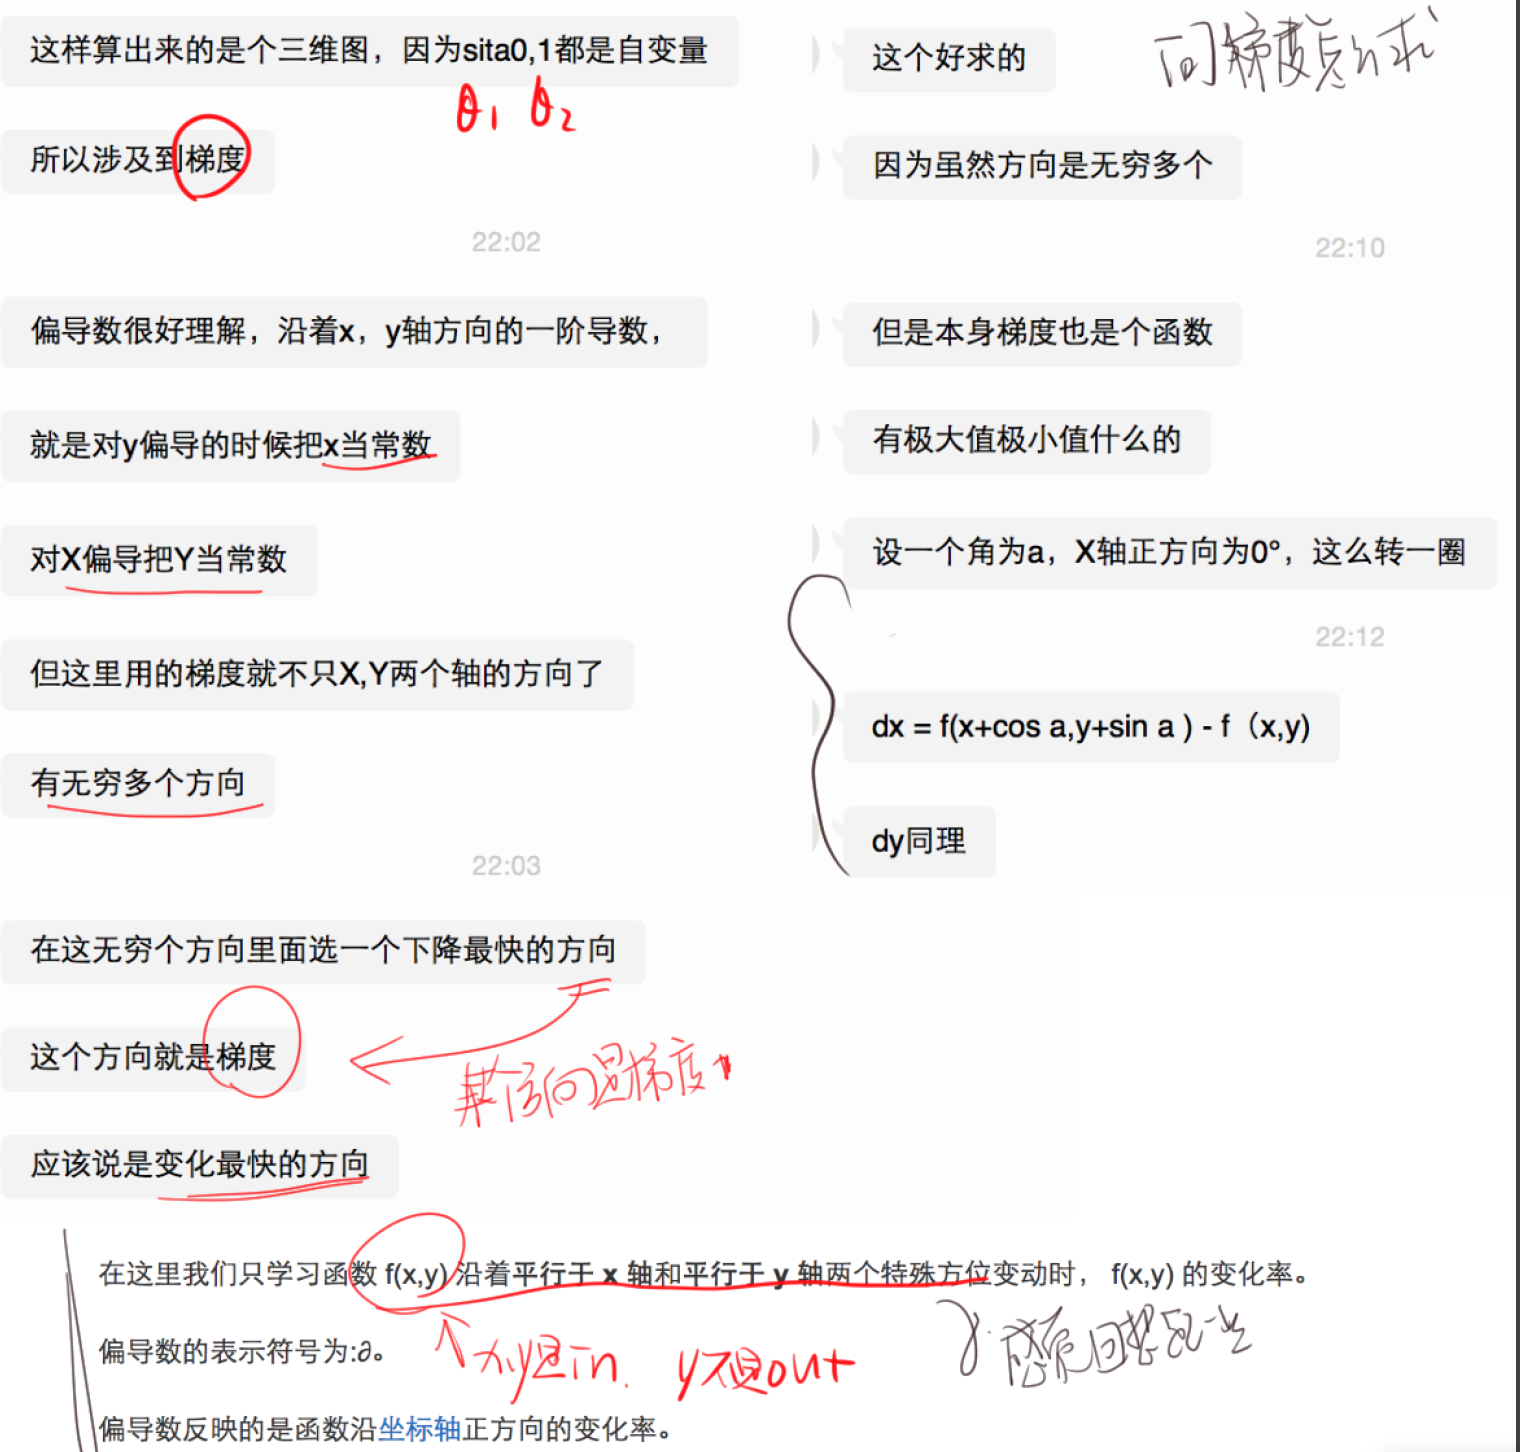 这样算出来的是个三维图，因为sita0,1都是自变量
θ1 θ2
所以涉及到梯度
22:02
偏导数很好理解，沿着x，y轴方向的一阶导数，
就是对y偏导的时候把x当常数
对X偏导把Y当常数
但这里用的梯度就不只X,Y两个轴的方向了
有无穷多个方向
22:03
在这无穷个方向里面选一个下降最快的方向
这个方向就是梯度
应该说是变化最快的方向
问梯度怎么求
这个好求的
因为虽然方向是无穷多个
22:10
但是本身梯度也是个函数
有极大值极小值什么的
设一个角为a，X轴正方向为0°，这么转一圈
22:12
dx = f(x+cos a,y+sin a ) - f（x,y)
dy同理
在这里我们只学习函数 f(x,y) 沿着平行于 x 轴和平行于 y 轴两个特殊方位变动时， f(x,y) 的变化率。
偏导数的表示符号为:∂。
x,y是in. y不是out
偏导数反映的是函数沿坐标轴正方向的变化率。